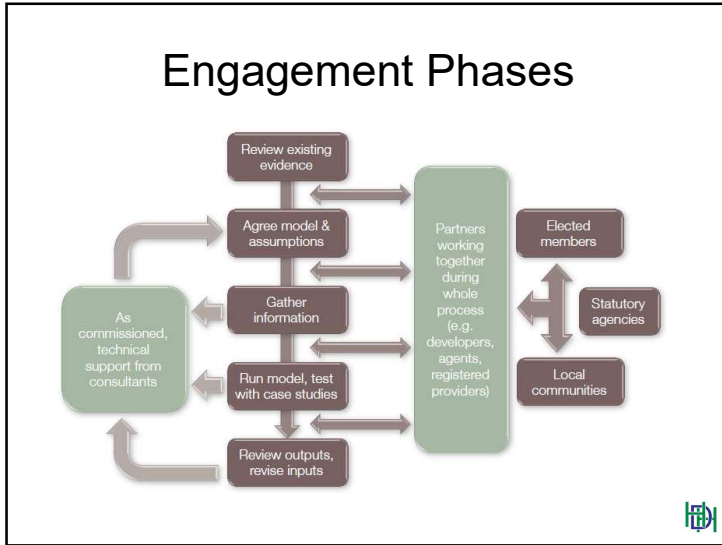 Engagement Phases
Review existing
evidence
Agree model &
assumptions
Gather
information
Run model, test
with case studies
Review outputs,
revise inputs
As
commissioned,
technical
support from
consultants
Partners
working
together
during
whole
process
(e.g.
developers,
agents,
registered
providers)
Elected
members
Statutory
agencies
Local
communities
HDH